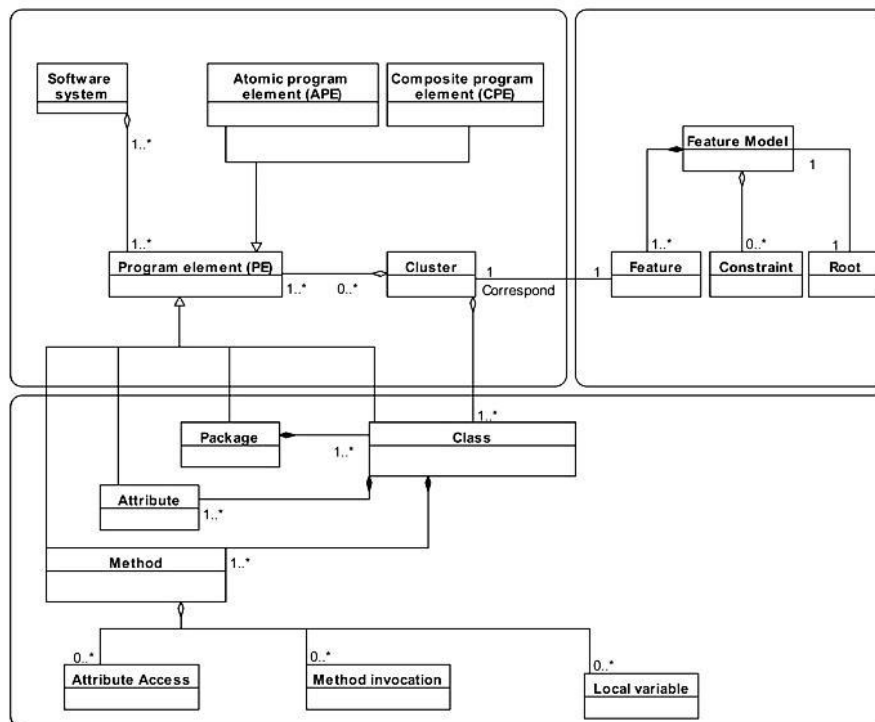 Software
system
Atomic program
element (APE)
Composite program
element (CPE)
1..*
1..*
Program element (PE)
1..*
0..*
Cluster
1
Correspond
1
Feature Model
1
1..*
0..*
1
Feature
Constraint
Root
1..*
Package
1..*
Class
Attribute
1..*
Method
1..*
0..*
Attribute Access
0..*
Method invocation
0..*
Local variable